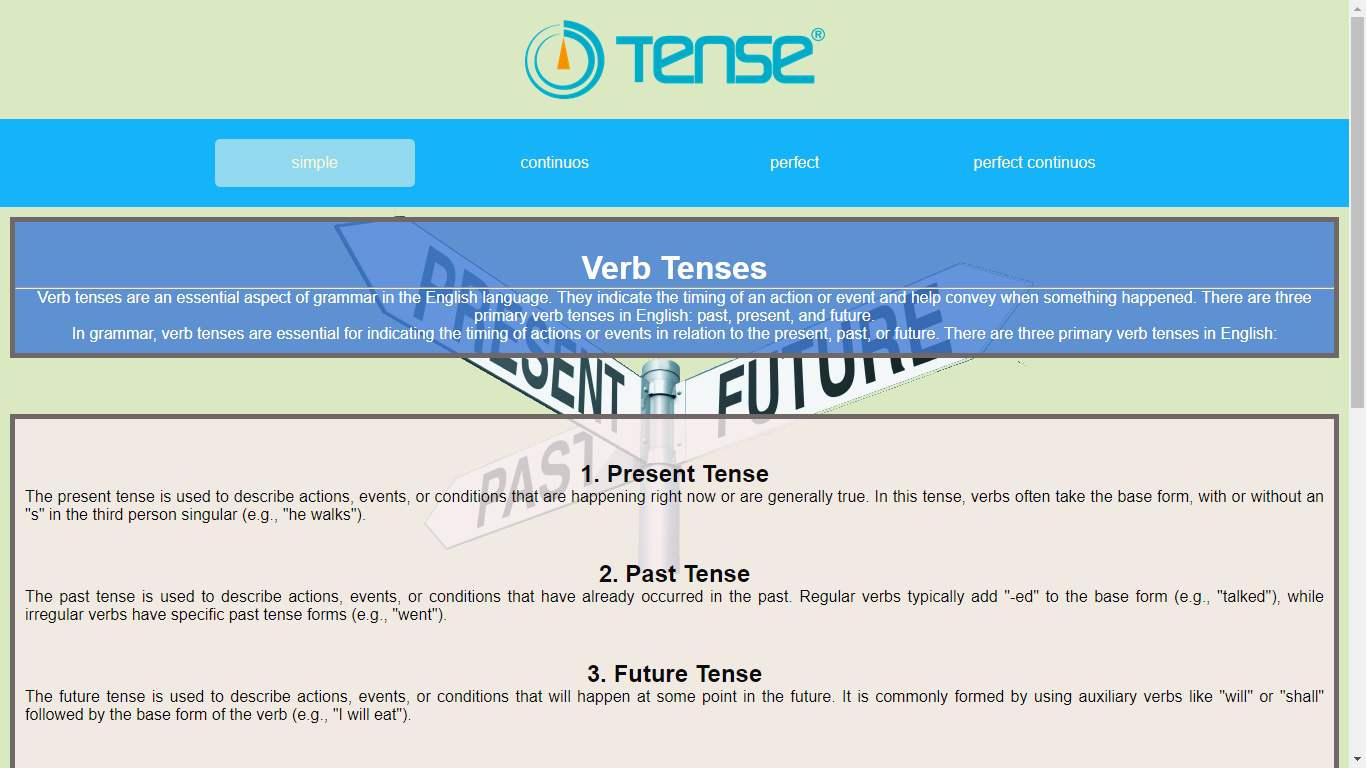 TENSE®
simple
continuos
perfect
perfect continuos
Verb Tenses
Verb tenses are an essential aspect of grammar in the English language. They indicate the timing of an action or event and help convey when something happened. There are three
primary verb tenses in English: past, present, and future.
In grammar, verb tenses are essential for indicating the timing of actions or events in relation to the present, past, or future. There are three primary verb tenses in English:
PRESENT
FUTURE
PAST
1. Present Tense
The present tense is used to describe actions, events, or conditions that are happening right now or are generally true. In this tense, verbs often take the base form, with or without an
"s" in the third person singular (e.g., "he walks").
2. Past Tense
The past tense is used to describe actions, events, or conditions that have already occurred in the past. Regular verbs typically add "-ed" to the base form (e.g., "talked"), while
irregular verbs have specific past tense forms (e.g., "went").
3. Future Tense
The future tense is used to describe actions, events, or conditions that will happen at some point in the future. It is commonly formed by using auxiliary verbs like "will" or "shall"
followed by the base form of the verb (e.g., "I will eat").